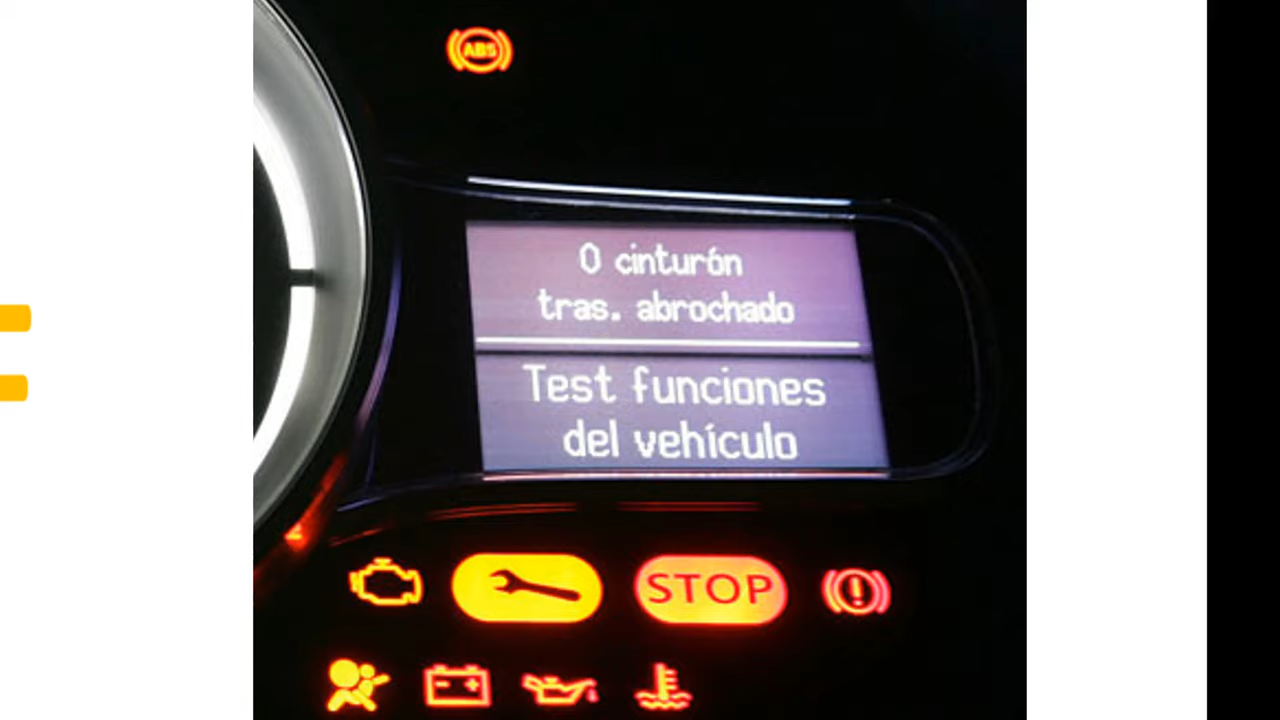 ABS
0 cinturón
tras. abrochado
Test funciones
del vehículo
STOP